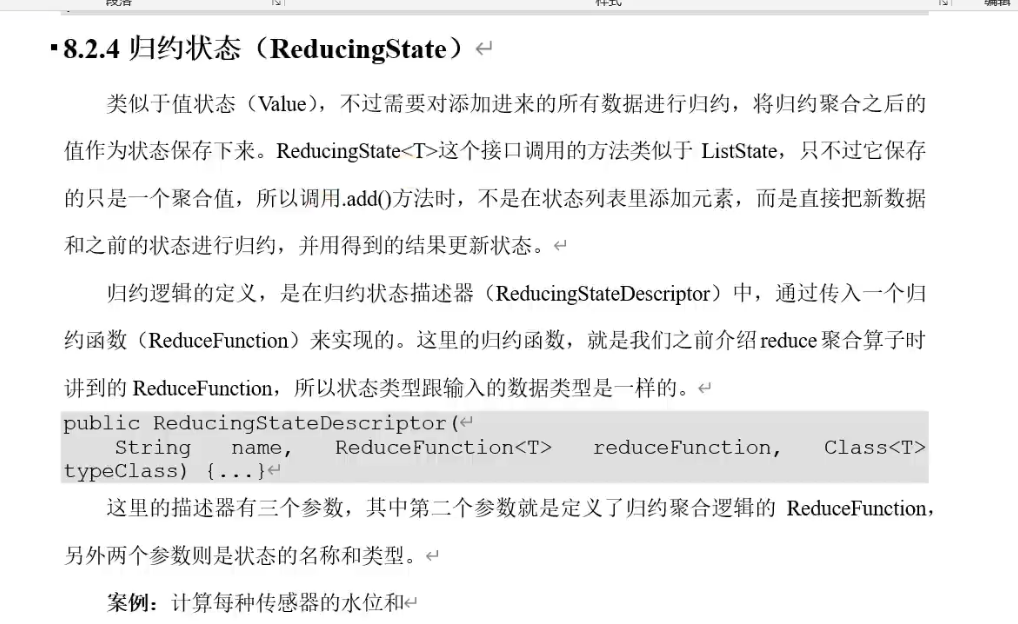 段落
样式
编辑
8.2.4 归约状态（ReducingState）
类似于值状态（Value），不过需要对添加进来的所有数据进行归约，将归约聚合之后的
值作为状态保存下来。ReducingState<T>这个接口调用的方法类似于 ListState，只不过它保存
的只是一个聚合值，所以调用.add()方法时，不是在状态列表里添加元素，而是直接把新数据
和之前的状态进行归约，并用得到的结果更新状态。
归约逻辑的定义，是在归约状态描述器（ReducingStateDescriptor）中，通过传入一个归
约函数（ReduceFunction）来实现的。这里的归约函数，就是我们之前介绍 reduce 聚合算子时
讲到的 ReduceFunction，所以状态类型跟输入的数据类型是一样的。
public ReducingStateDescriptor(
String name, ReduceFunction<T> reduceFunction, Class<T>
typeClass) {...}
这里的描述器有三个参数，其中第二个参数就是定义了归约聚合逻辑的 ReduceFunction，
另外两个参数则是状态的名称和类型。
案例：计算每种传感器的水位和